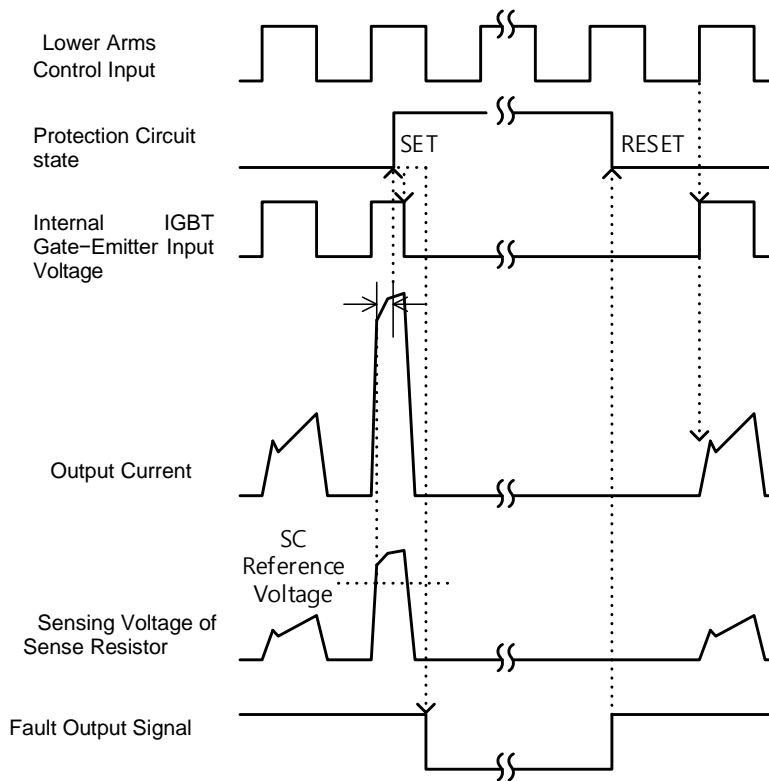 Lower Arms
Control Input
Protection Circuit
state
SET
RESET
Internal IGBT
Gate−Emitter Input
Voltage
Output Current
SC
Reference
Voltage
Sensing Voltage of
Sense Resistor
Fault Output Signal